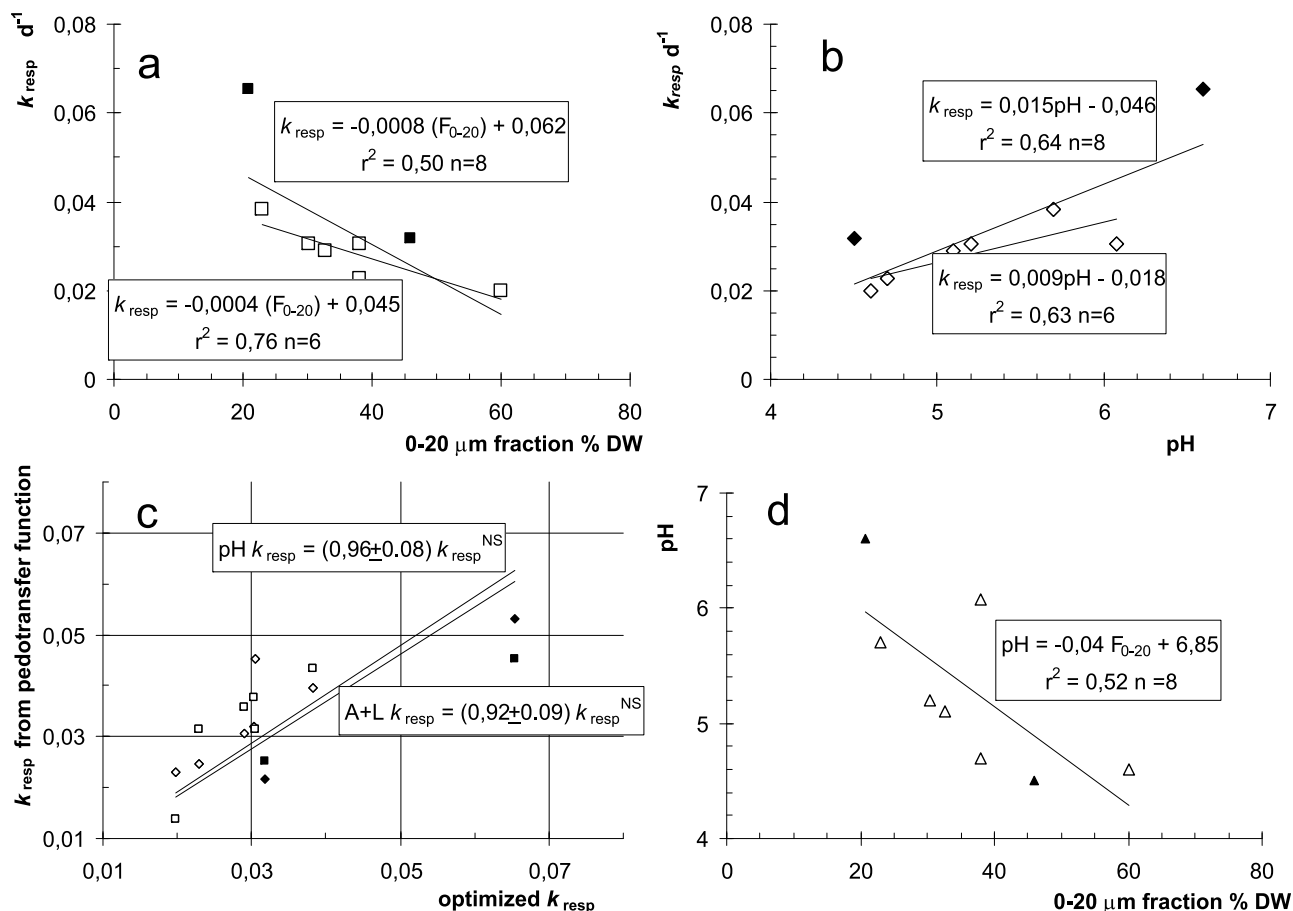 a
k resp d-1
0,08
0,06
0,04
0,02
0
k resp = -0,0008 (F0-20) + 0,062
r2 = 0,50 n=8
k resp = -0,0004 (F0-20) + 0,045
r2 = 0,76 n=6
0 20 40 60 80
0-20 μm fraction % DW
b
kresp d-1
0,08
0,06
0,04
0,02
0
k resp = 0,015pH - 0,046
r2 = 0,64 n=8
k resp = 0,009pH - 0,018
r2 = 0,63 n=6
4 5 6 7
pH
c
k resp from pedotransfer function
0,07
0,05
0,03
0,01
pH k resp = (0,96±0.08) k resp NS
A+L k resp = (0,92±0.09) k resp NS
0,01 0,03 0,05 0,07
optimized k resp
d
pH
7
6
5
4
pH = -0,04 F0-20 + 6,85
r2 = 0,52 n =8
0 20 40 60 80
0-20 μm fraction % DW